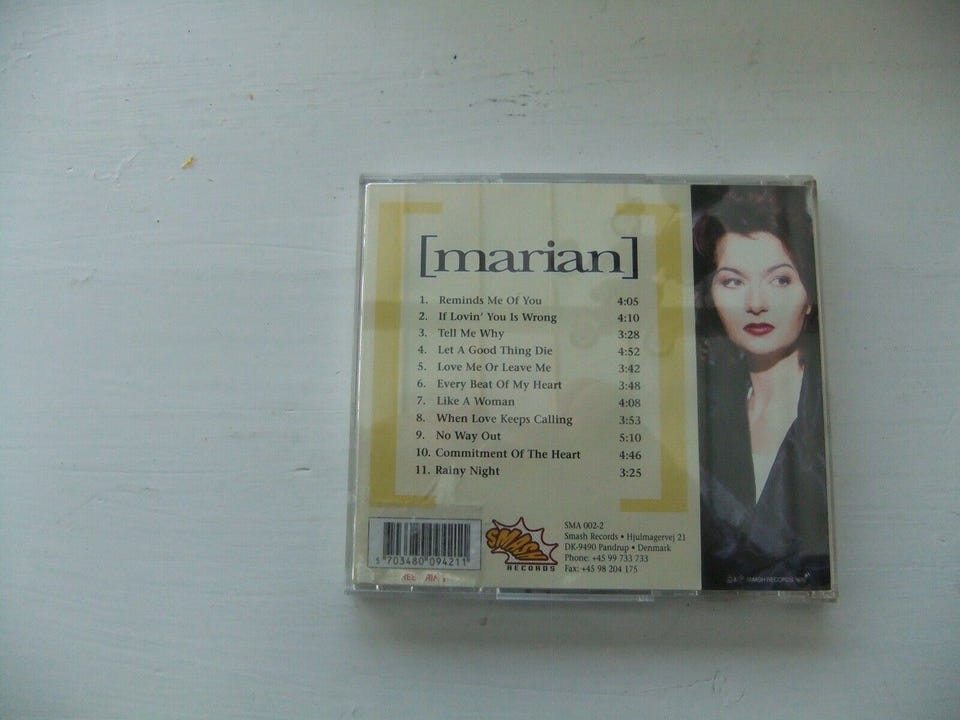 [marian]
1. Reminds Me Of You 4:05
2. If Lovin' You Is Wrong 4:10
3. Tell Me Why 3:28
4. Let A Good Thing Die 4:52
5. Love Me Or Leave Me 3:42
6. Every Beat Of My Heart 3:48
7. Like A Woman 4:08
8. When Love Keeps Calling 3:53
9. No Way Out 5:10
10. Commitment Of The Heart 4:46
11. Rainy Night 3:25
5 703480 094211
SMASH
RECORDS
SMA 002-2
Smash Records • Hjulmagervej 21
DK-9490 Pandrup • Denmark
Phone: +45 99 733 733
Fax: +45 98 204 175
SMASH RECORDS